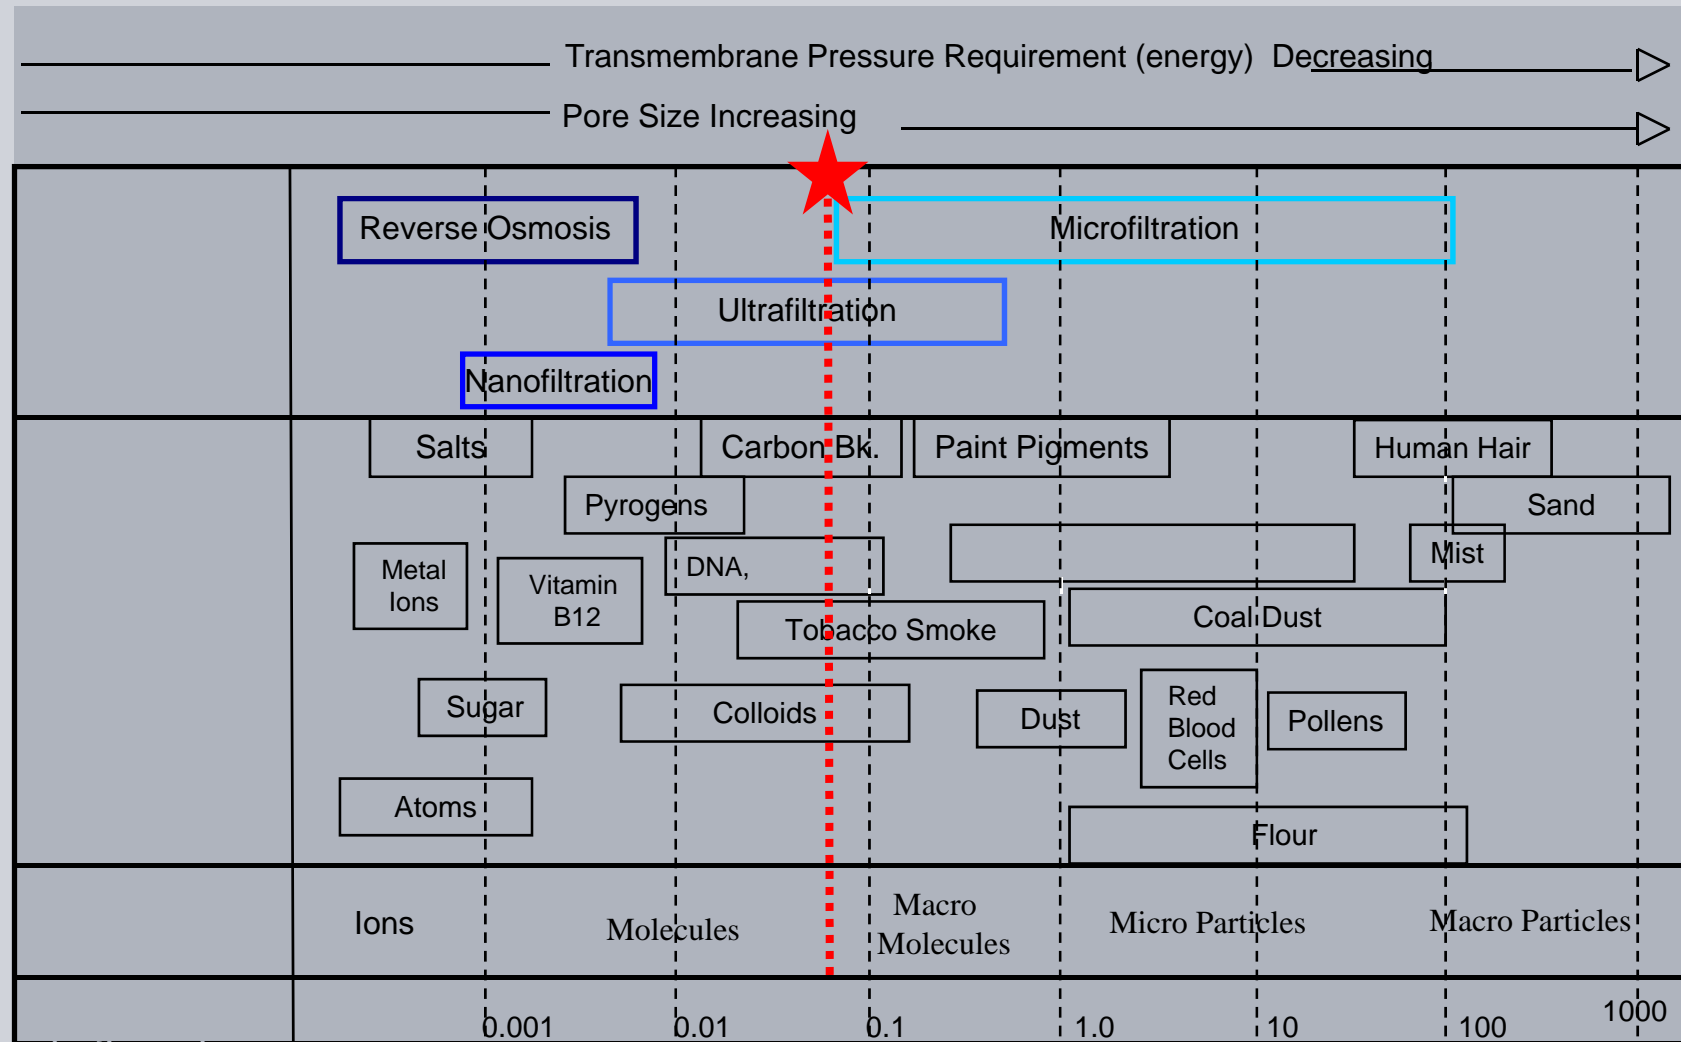 Transmembrane Pressure Requirement (energy) Decreasing
Pore Size Increasing
Reverse Osmosis
Microfiltration
Ultrafiltration
Nanofiltration
Salts
Carbon Bk.
Paint Pigments
Human Hair
Pyrogens
Sand
Metal
Ions
Vitamin
B12
DNA,
Mist
Tobacco Smoke
Coal Dust
Sugar
Colloids
Dust
Red
Blood
Cells
Pollens
Atoms
Flour
Ions
Molecules
Macro
Molecules
Micro Particles
Macro Particles
0.001
0.01
0.1
1.0
10
100
1000